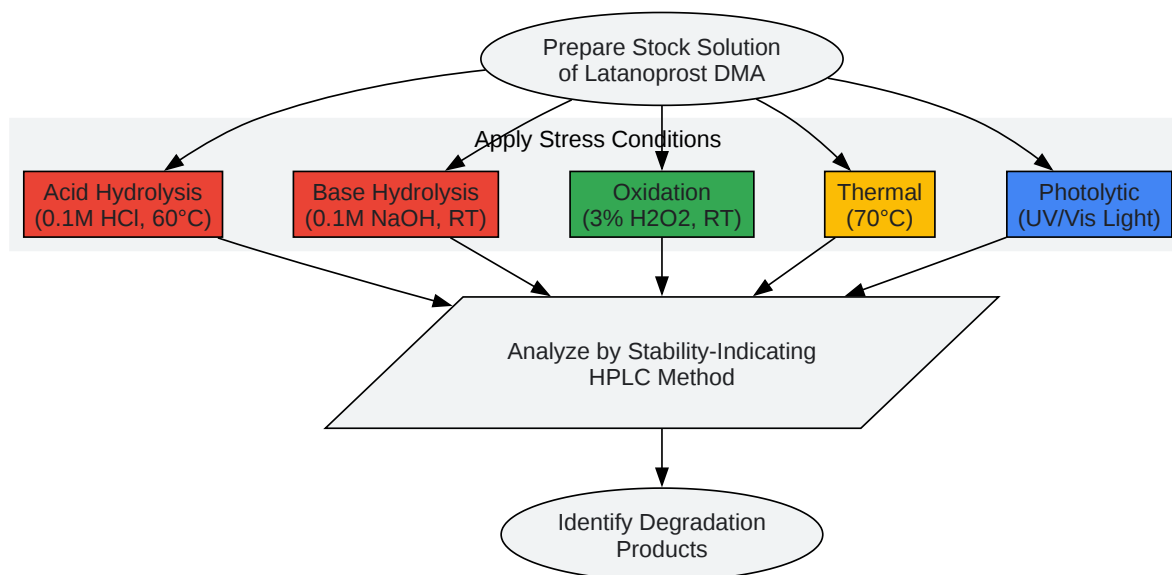 Prepare Stock Solution
of Latanoprost DMA
Apply Stress Conditions
Acid Hydrolysis
(0.1M HCl, 60°C)
Base Hydrolysis
(0.1M NaOH, RT)
Oxidation
(3% H2O2, RT)
Thermal
(70°C)
Photolytic
(UV/Vis Light)
Analyze by Stability-Indicating
HPLC Method
Identify Degradation
Products